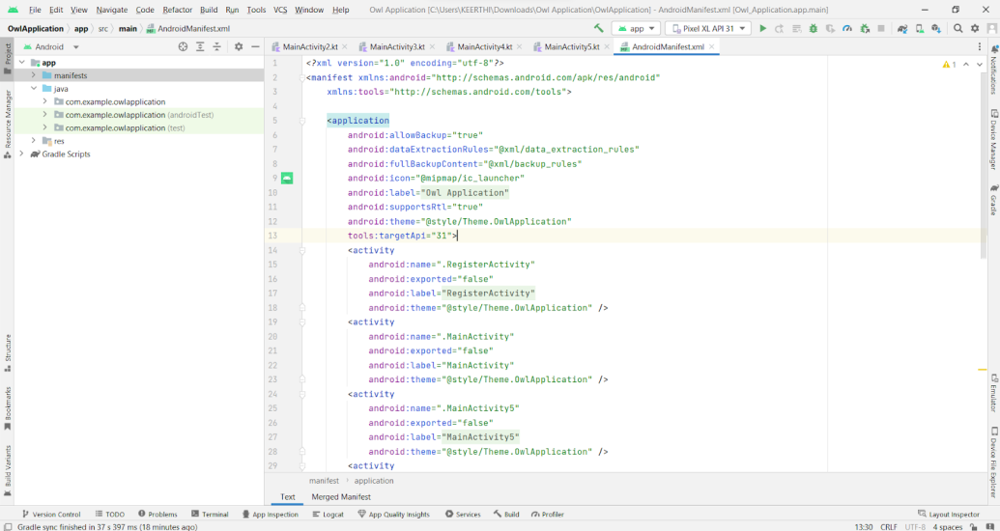 File Edit View Navigate Code Refactor Build Run Tools VCS Window Help Owl Application [C:\Users\KEERTHI\Downloads\Owl Application\OwlApplication] - AndroidManifest.xml [Owl_Application.app.main]
OwlApplication app src main AndroidManifest.xml app Pixel XL API 31
Android MainActivity2.kt MainActivity3.kt MainActivity4.kt MainActivity5.kt AndroidManifest.xml
Project
Resource Manager
Structure
Bookmarks
Build Variants
app
manifests
java
com.example.owlapplication
com.example.owlapplication (androidTest)
com.example.owlapplication (test)
res
Gradle Scripts
1 <?xml version="1.0" encoding="utf-8"?> 1
2 <manifest xmlns:android="http://schemas.android.com/apk/res/android"
3 xmlns:tools="http://schemas.android.com/tools">
4
5 <application
6 android:allowBackup="true"
7 android:dataExtractionRules="@xml/data_extraction_rules"
8 android:fullBackupContent="@xml/backup_rules"
9 android:icon="@mipmap/ic_launcher"
10 android:label="Owl Application"
11 android:supportsRtl="true"
12 android:theme="@style/Theme.OwlApplication"
13 tools:targetApi="31">
14 <activity
15 android:name=".RegisterActivity"
16 android:exported="false"
17 android:label="RegisterActivity"
18 android:theme="@style/Theme.OwlApplication" />
19 <activity
20 android:name=".MainActivity"
21 android:exported="false"
22 android:label="MainActivity"
23 android:theme="@style/Theme.OwlApplication" />
24 <activity
25 android:name=".MainActivity5"
26 android:exported="false"
27 android:label="MainActivity5"
28 android:theme="@style/Theme.OwlApplication" />
29 <activity
manifest application
Text Merged Manifest
Notifications
Device Manager
Gradle
Emulator
Device File Explorer
Version Control TODO Problems Terminal App Inspection Logcat App Quality Insights Services Build Profiler Layout Inspector
Gradle sync finished in 37 s 397 ms (18 minutes ago) 13:30 CRLF UTF-8 4 spaces